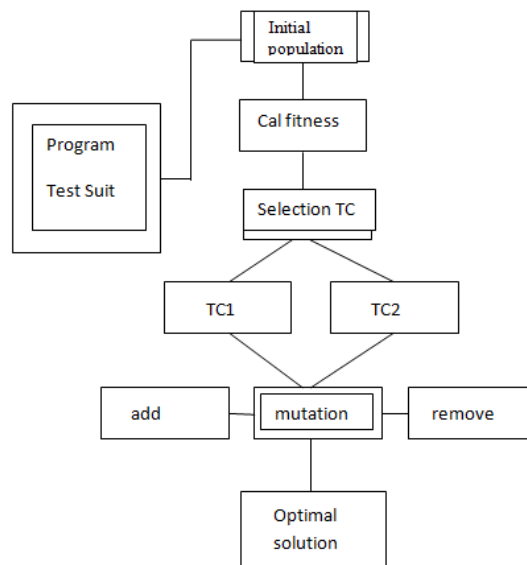 Initial
population
Cal fitness
Program
Test Suit
Selection TC
TC1
TC2
add
mutation
remove
Optimal
solution